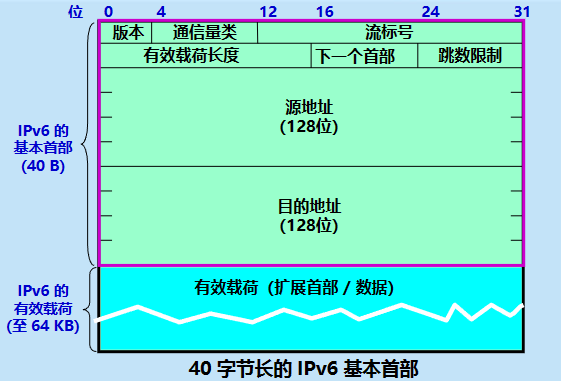 位 0 4 12 16 24 31
版本 通信量类 流标号
有效载荷长度 下一个首部 跳数限制
源地址
(128位)
IPv6 的
基本首部
(40 B)
目的地址
(128位)
IPv6 的
有效载荷
(至 64 KB)
有效载荷 (扩展首部 / 数据)
40 字节长的 IPv6 基本首部